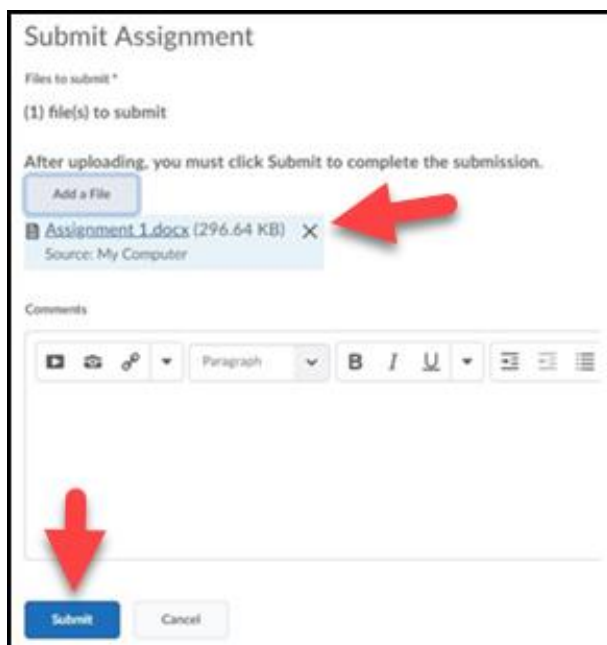 Submit Assignment
Files to submit *
(1) file(s) to submit
After uploading, you must click Submit to complete the submission.
Add a File
Assignment 1.docx (296.64 KB)
Source: My Computer
Comments
Paragraph B I U
Submit Cancel